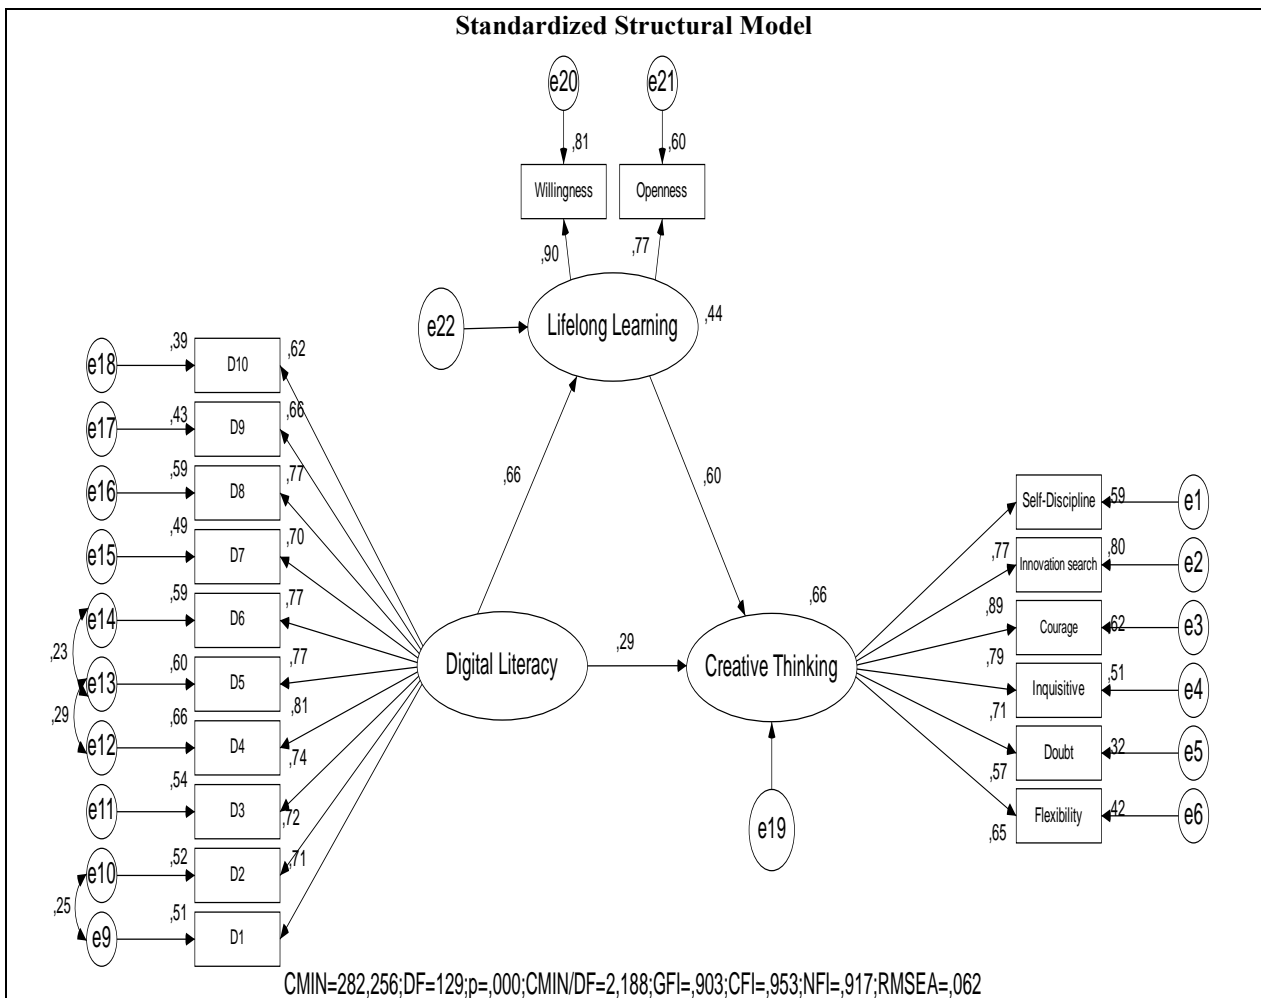 Standardized Structural Model
e20
e21
,81
,60
Willingness
Openness
,90
,77
e22
Lifelong Learning
,44
e18
,39
D10
,62
e17
,43
D9
,66
e16
,59
D8
,77
e15
,49
D7
,70
e14
,59
D6
,77
,23
e13
,60
D5
,77
,29
e12
,66
D4
,81
e11
,54
D3
,74
e10
,52
D2
,72
,25
e9
,51
D1
,71
,66
,60
Digital Literacy
,29
Creative Thinking
,66
e19
Self-Discipline
,59
e1
,77
Innovation search
,80
e2
,89
Courage
,62
e3
,79
Inquisitive
,51
e4
,71
Doubt
,32
e5
,57
Flexibility
,42
e6
,65
CMIN=282,256;DF=129;p=,000;CMIN/DF=2,188;GFI=,903;CFI=,953;NFI=,917;RMSEA=,062